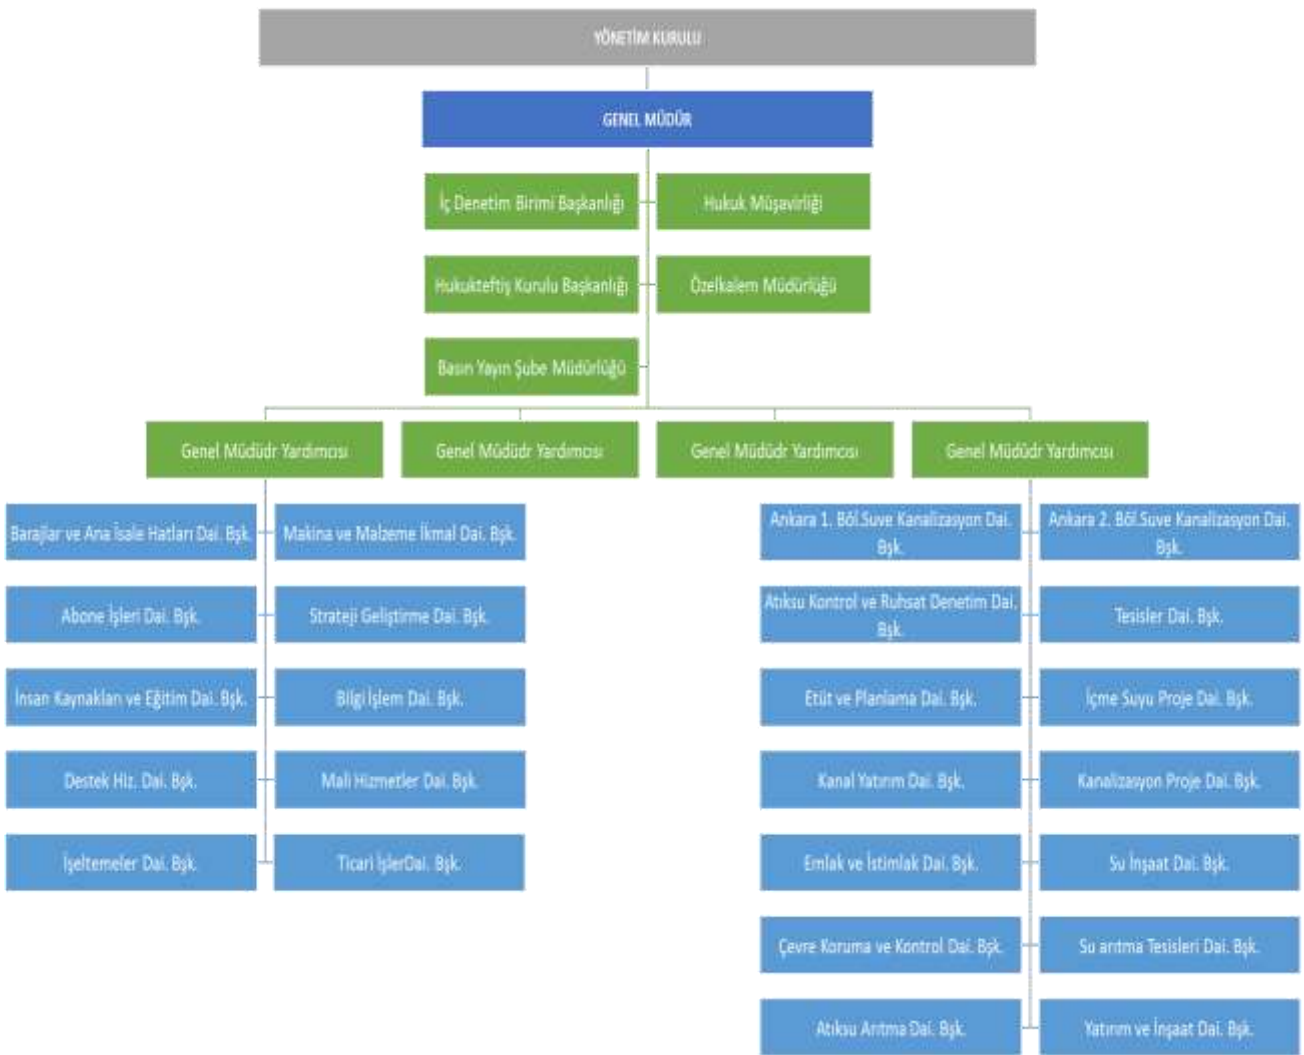 YÖNETİM KURULU
GENEL MÜDÜR
İç Denetim Birimi Başkanlığı
Hukuk Müşavirliği
Hukukteftiş Kurulu Başkanlığı
Özelkalem Müdürlüğü
Basın Yayın Şube Müdürlüğü
Genel Müdüdr Yardımcısı
Genel Müdüdr Yardımcısı
Genel Müdüdr Yardımcısı
Genel Müdüdr Yardımcısı
Barajlar ve Ana İsale Hatları Dai. Bşk.
Makina ve Malzeme İkmal Dai. Bşk.
Abone İşleri Dai. Bşk.
Strateji Geliştirme Dai. Bşk.
İnsan Kaynakları ve Eğitim Dai. Bşk.
Bilgi İşlem Dai. Bşk.
Destek Hiz. Dai. Bşk.
Mali Hizmetler Dai. Bşk.
İşeltemeler Dai. Bşk.
Ticari İşlerDai. Bşk.
Ankara 1. Böl.Suve Kanalizasyon Dai.
Bşk.
Ankara 2. Böl.Suve Kanalizasyon Dai.
Bşk.
Atıksu Kontrol ve Ruhsat Denetim Dai.
Bşk.
Tesisler Dai. Bşk.
Etüt ve Planlama Dai. Bşk.
İçme Suyu Proje Dai. Bşk.
Kanal Yatırım Dai. Bşk.
Kanalizasyon Proje Dai. Bşk.
Emlak ve İstimlak Dai. Bşk.
Su İnşaat Dai. Bşk.
Çevre Koruma ve Kontrol Dai. Bşk.
Su arıtma Tesisleri Dai. Bşk.
Atıksu Arıtma Dai. Bşk.
Yatırım ve İnşaat Dai. Bşk.